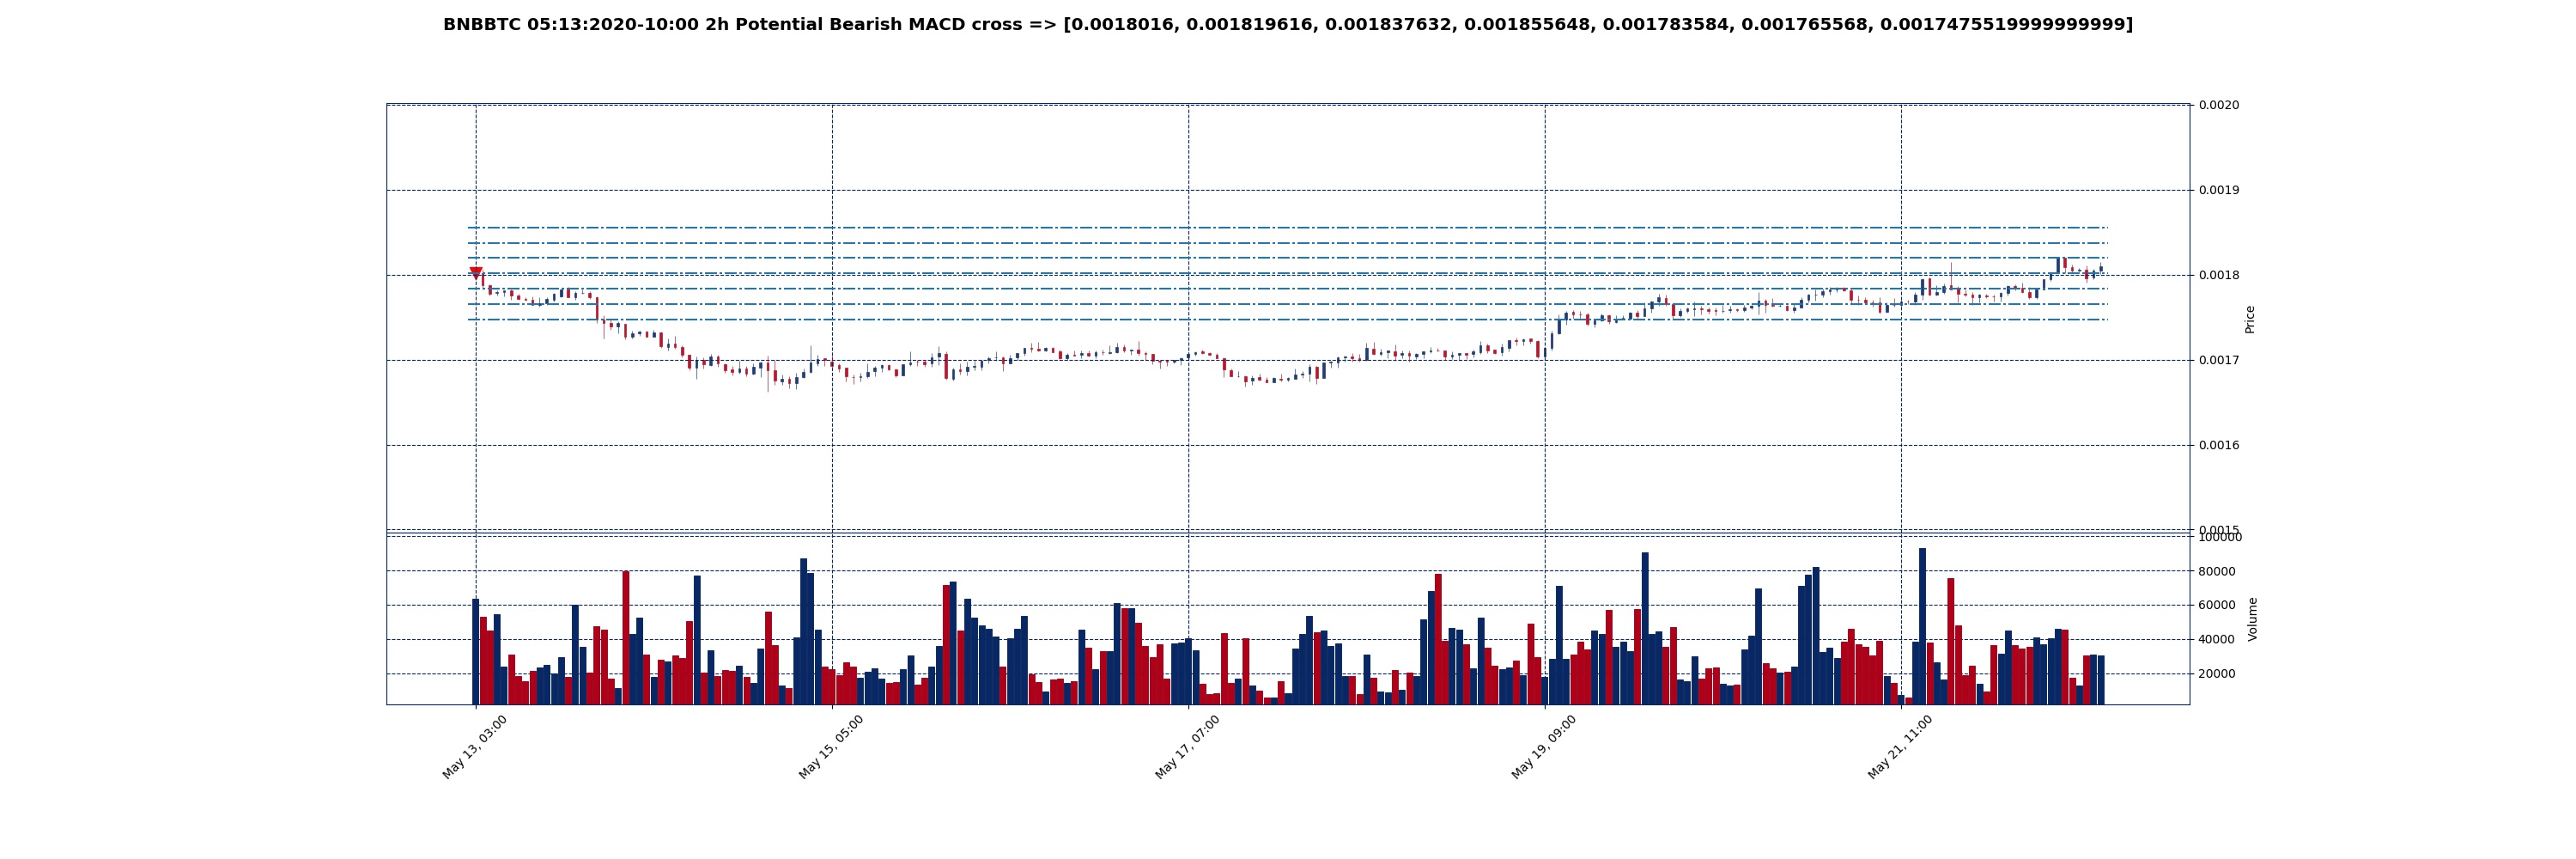 BNBBTC 05:13:2020-10:00 2h Potential Bearish MACD cross => [0.0018016, 0.001819616, 0.001837632, 0.001855648, 0.001783584, 0.001765568, 0.0017475519999999999]
0.0020
0.0019
0.0018
0.0017
0.0016
0.0015
Price
100000
80000
60000
40000
20000
Volume
May 13, 03:00
May 15, 05:00
May 17, 07:00
May 19, 09:00
May 21, 11:00